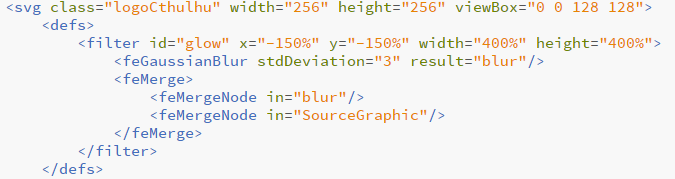 <svg class="logoCthulhu" width="256" height="256" viewBox="0 0 128 128">
<defs>
<filter id="glow" x="-150%" y="-150%" width="400%" height="400%">
<feGaussianBlur stdDeviation="3" result="blur"/>
<feMerge>
<feMergeNode in="blur"/>
<feMergeNode in="SourceGraphic"/>
</feMerge>
</filter>
</defs>